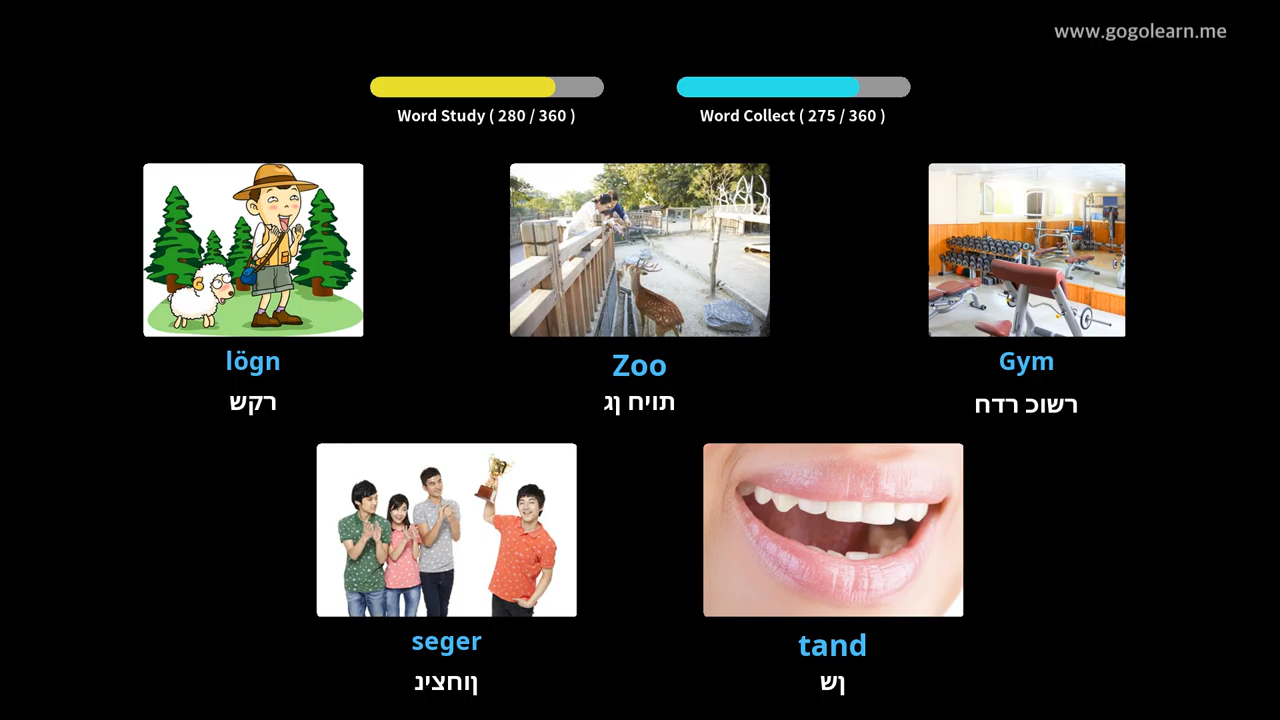 www.gogolearn.me
Word Study ( 280 / 360 )
Word Collect ( 275 / 360 )
lögn
שקר
Zoo
גן חיות
Gym
חדר כושר
seger
ניצחון
tand
שן